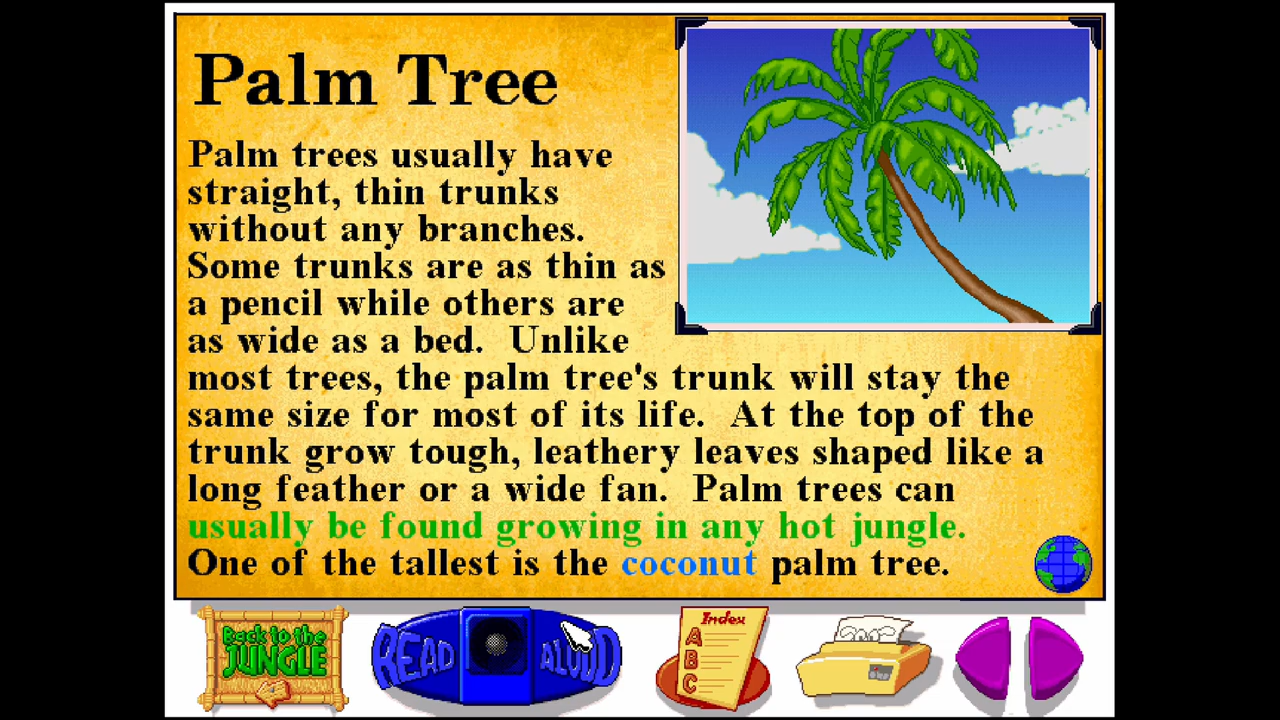 Palm Tree
Palm trees usually have
straight, thin trunks
without any branches.
Some trunks are as thin as
a pencil while others are
as wide as a bed.  Unlike
most trees, the palm tree's trunk will stay the
same size for most of its life.  At the top of the
trunk grow tough, leathery leaves shaped like a
long feather or a wide fan.  Palm trees can
usually be found growing in any hot jungle.
One of the tallest is the coconut palm tree.
Back to the
JUNGLE
READ ALOUD
Index
A
B
C